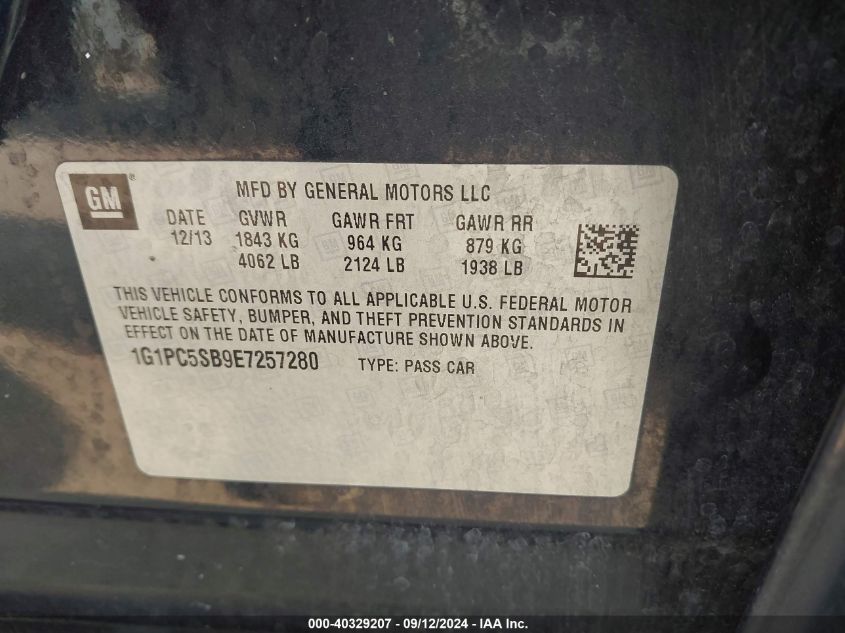 GM ®
MFD BY GENERAL MOTORS LLC
DATE GVWR GAWR FRT GAWR RR
12/13 1843 KG 964 KG 879 KG
4062 LB 2124 LB 1938 LB
THIS VEHICLE CONFORMS TO ALL APPLICABLE U.S. FEDERAL MOTOR
VEHICLE SAFETY, BUMPER, AND THEFT PREVENTION STANDARDS IN
EFFECT ON THE DATE OF MANUFACTURE SHOWN ABOVE.
1G1PC5SB9E7257280 TYPE: PASS CAR
000-40329207 - 09/12/2024 - IAA Inc.